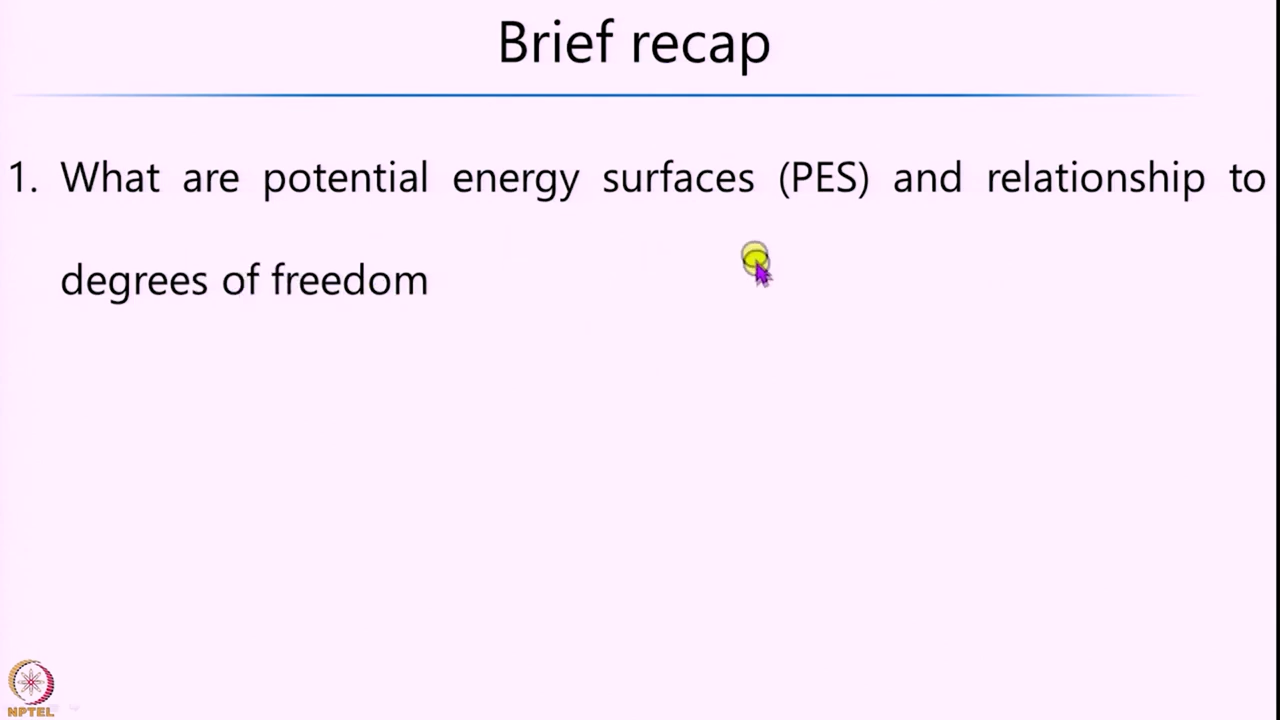 Brief recap
1. What are potential energy surfaces (PES) and relationship to
degrees of freedom
NPTEL